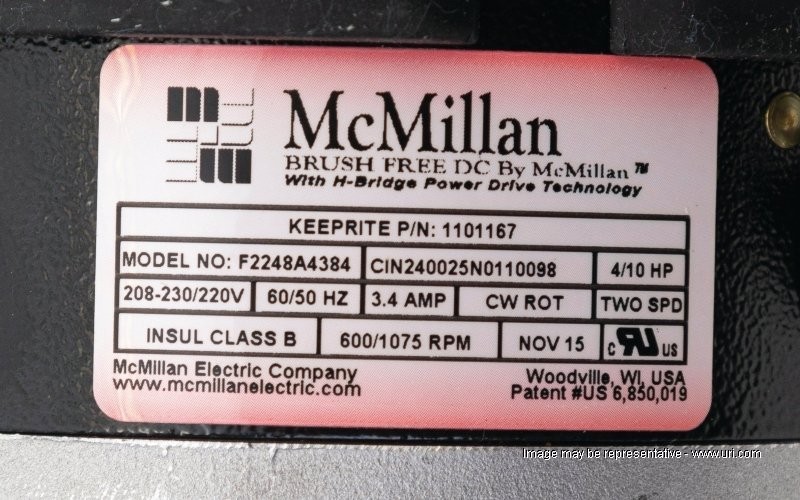 McMillan
BRUSH FREE DC By McMillan™
With H-Bridge Power Drive Technology
KEEPRITE P/N: 1101167
MODEL NO: F2248A4384 CIN240025N0110098 4/10 HP
208-230/220V 60/50 HZ 3.4 AMP CW ROT TWO SPD
INSUL CLASS B 600/1075 RPM NOV 15 c RU US
McMillan Electric Company Woodville, WI, USA
www.mcmillanelectric.com Patent #US 6,850,019
Image may be representative - www.uri.com